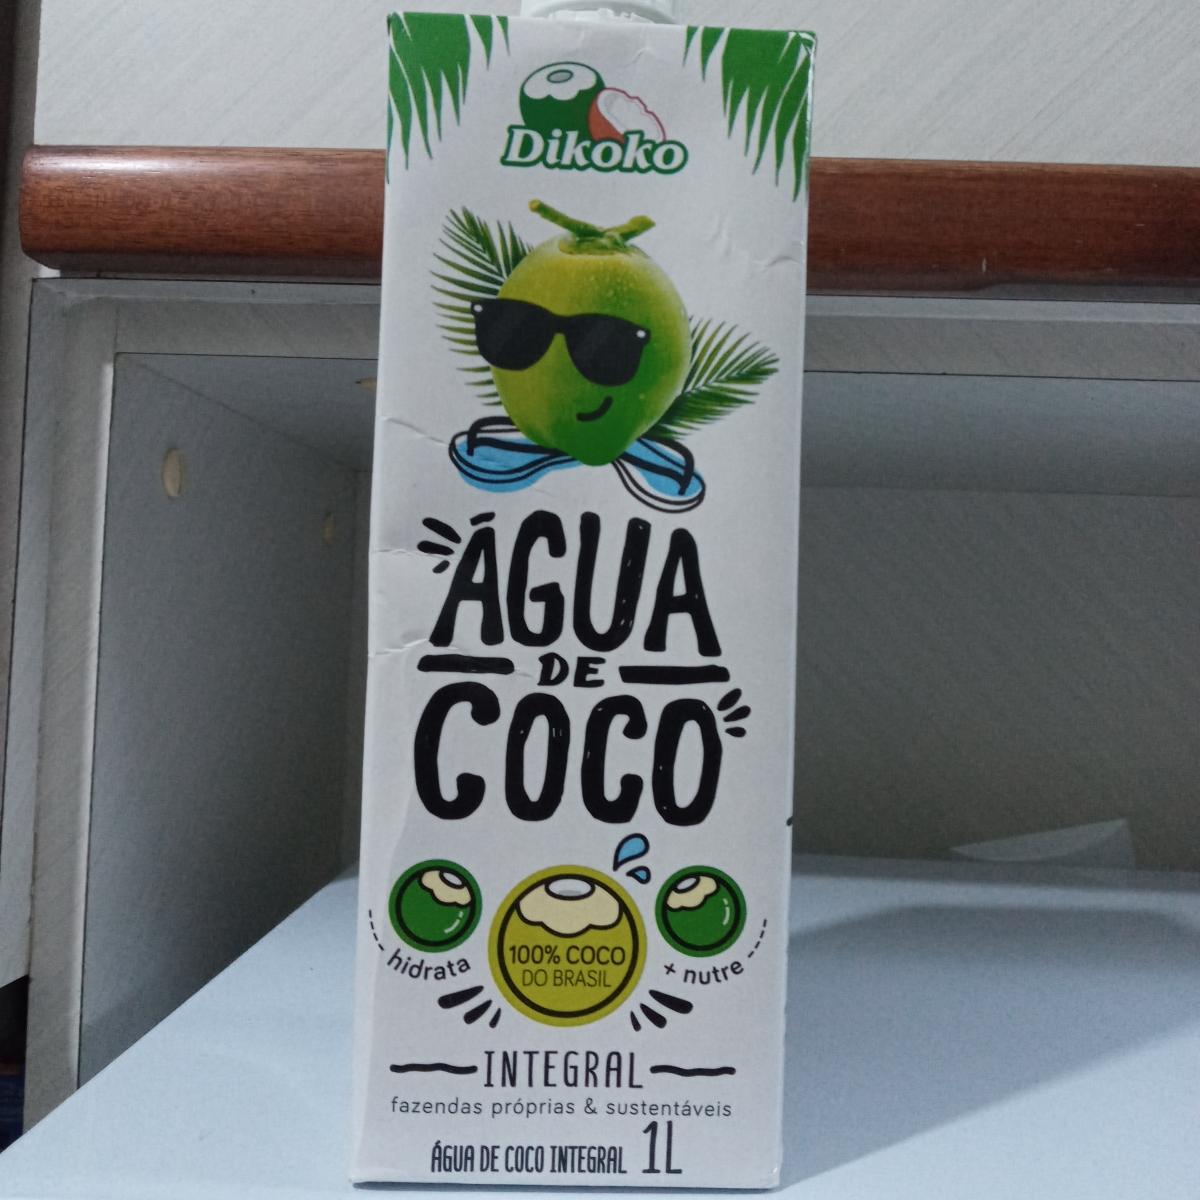 Dikoko
ÁGUA
DE
COCO
hidrata
100% COCO
DO BRASIL
+ nutre
INTEGRAL
fazendas próprias & sustentáveis
ÁGUA DE COCO INTEGRAL 1L